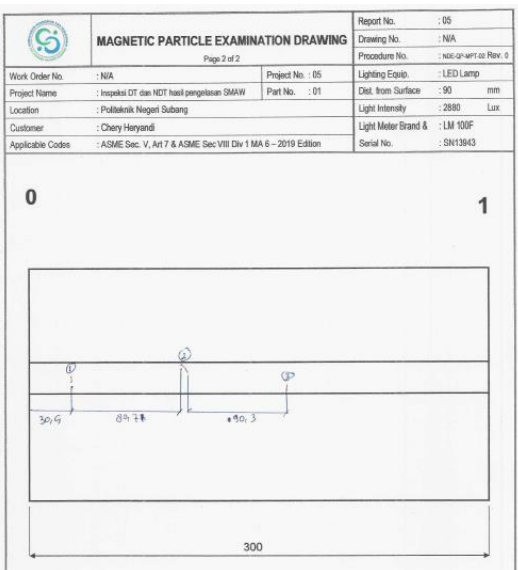 MAGNETIC PARTICLE EXAMINATION DRAWING
Page 2 of 2
Report No. : 05
Drawing No. : N/A
Procedure No. : NDE-QP-MPT-02 Rev. 0
Work Order No. : N/A Project No. : 05 Lighting Equip. : LED Lamp
Project Name : Inspeksi DT dan NDT hasil pengelasan SMAW Part No. : 01 Dist. from Surface : 90 mm
Location : Politeknik Negeri Subang Light Intensity : 2880 Lux
Customer : Chery Heryandi Light Meter Brand & : LM 100F
Applicable Codes : ASME Sec. V, Art 7 & ASME Sec VIII Div 1 MA 6 – 2019 Edition Serial No. : SN13943
0 1
1 2 3
90,3
300